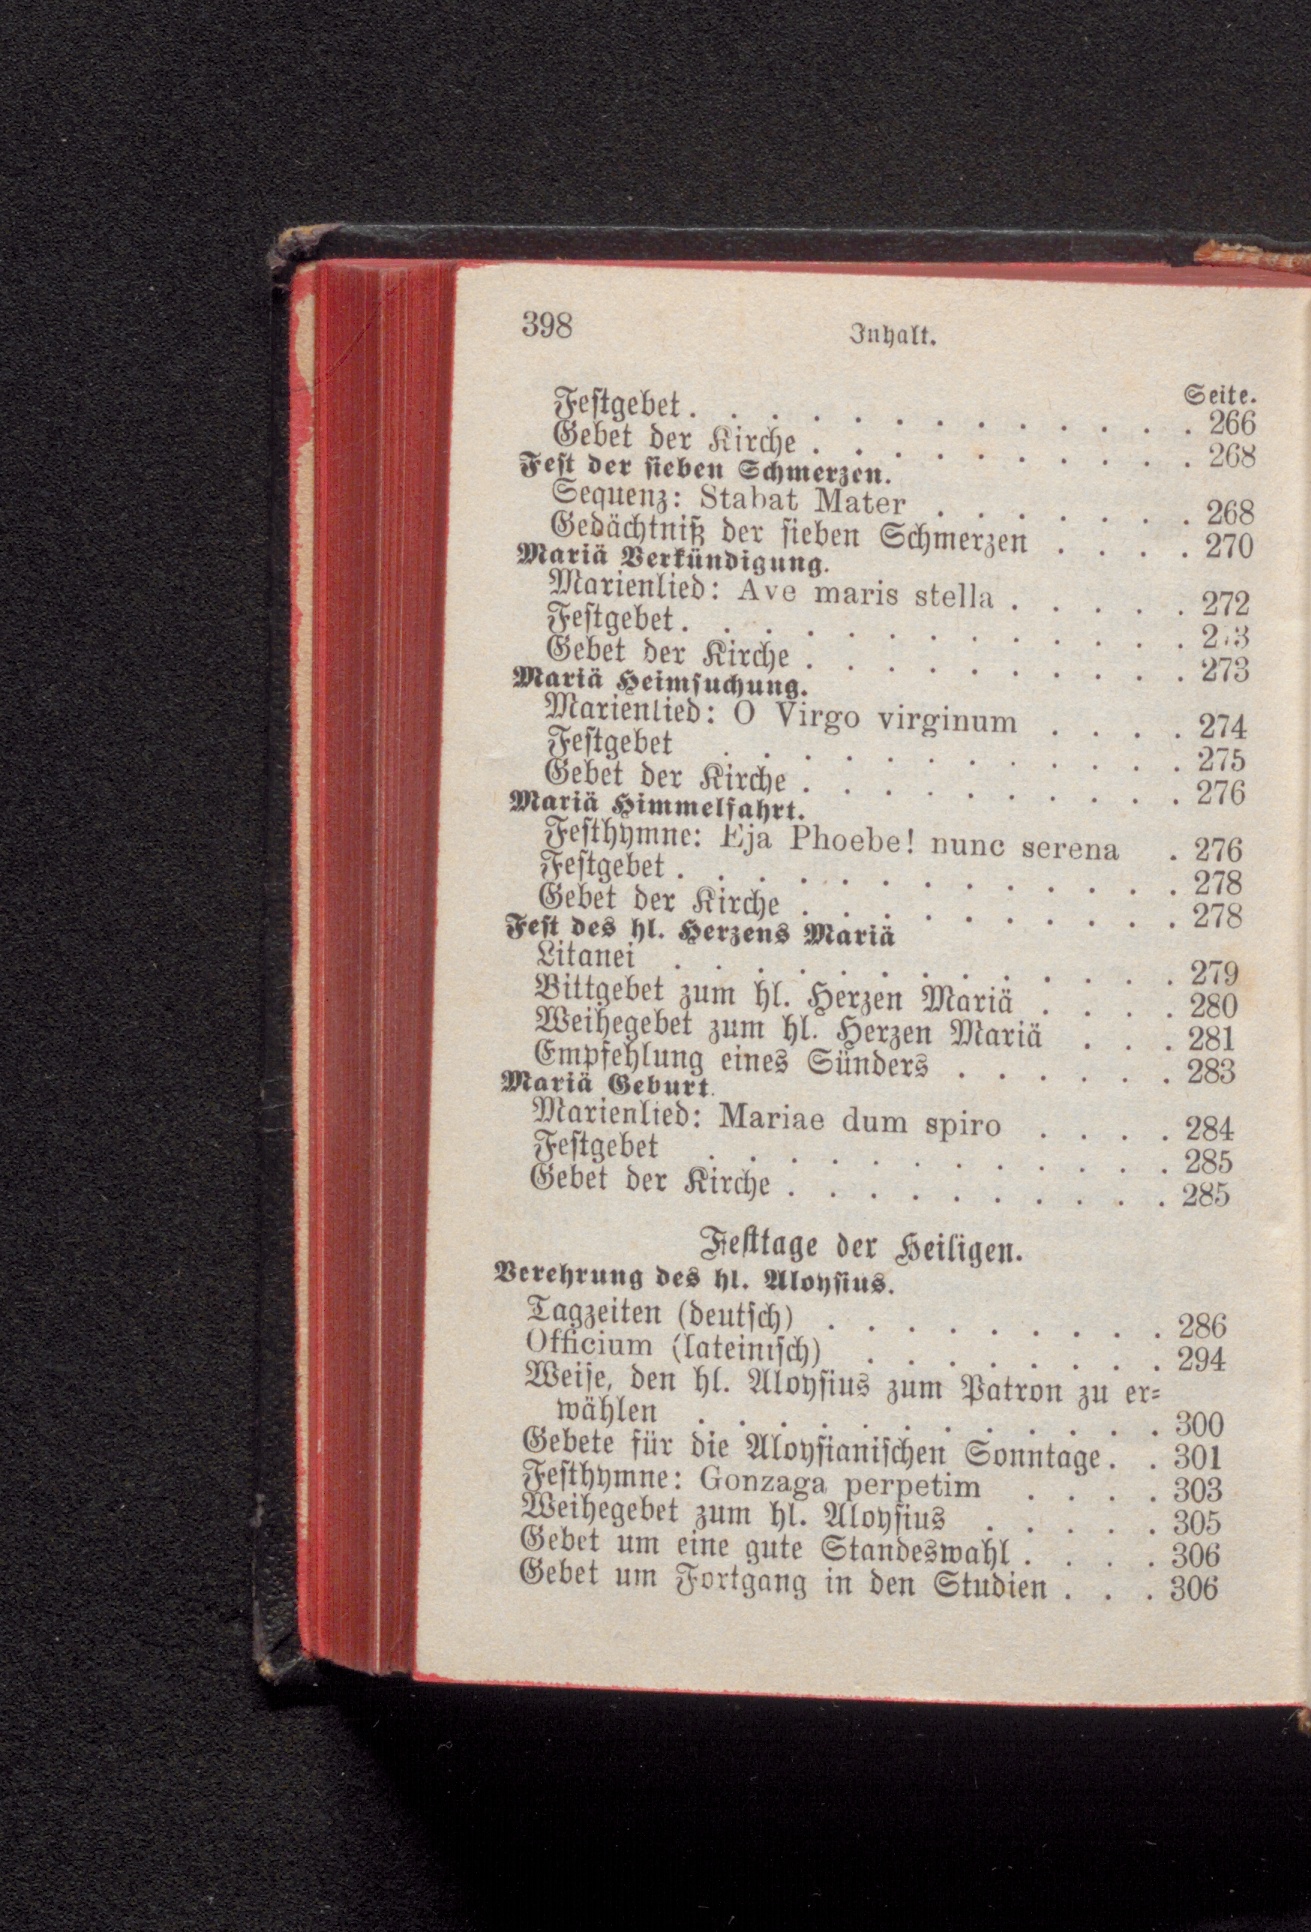 398
Inhalt.
Seite.
Festgebet . . . . . . . . . . . . . 266
Gebet der Kirche . . . . . . . . . . 268
Fest der sieben Schmerzen.
Sequenz: Stabat Mater . . . . . . . 268
Gedächtniß der sieben Schmerzen . . . . 270
Mariä Verkündigung.
Marienlied: Ave maris stella . . . . . 272
Festgebet . . . . . . . . . . . . . 273
Gebet der Kirche . . . . . . . . . . 273
Mariä Heimsuchung.
Marienlied: O Virgo virginum . . . . 274
Festgebet . . . . . . . . . . . . 275
Gebet der Kirche . . . . . . . . . . 276
Mariä Himmelfahrt.
Festhymne: Eja Phoebe! nunc serena . 276
Festgebet . . . . . . . . . . . . . 278
Gebet der Kirche . . . . . . . . . . 278
Fest des hl. Herzens Mariä
Litanei . . . . . . . . . . . . . 279
Bittgebet zum hl. Herzen Mariä . . . . 280
Weihegebet zum hl. Herzen Mariä . . . 281
Empfehlung eines Sünders . . . . . . 283
Mariä Geburt.
Marienlied: Mariae dum spiro . . . . 284
Festgebet . . . . . . . . . . . . 285
Gebet der Kirche . . . . . . . . . . 285
Festtage der Heiligen.
Verehrung des hl. Aloysius.
Tagzeiten (deutsch) . . . . . . . . . 286
Officium (lateinisch) . . . . . . . . 294
Weise, den hl. Aloysius zum Patron zu er-
wählen . . . . . . . . . . . . 300
Gebete für die Aloysianischen Sonntage . . 301
Festhymne: Gonzaga perpetim . . . . 303
Weihegebet zum hl. Aloysius . . . . . 305
Gebet um eine gute Standeswahl . . . . 306
Gebet um Fortgang in den Studien . . . 306